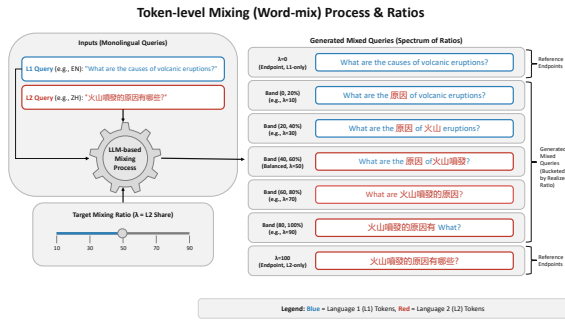 Token-level Mixing (Word-mix) Process & Ratios
Inputs (Monolingual Queries)
L1 Query (e.g., EN): "What are the causes of volcanic eruptions?"
L2 Query (e.g., ZH): "火山噴發的原因有哪些?"
LLM-based
Mixing
Process
Target Mixing Ratio (λ = L2 Share)
10 30 50 70 90
Generated Mixed Queries (Spectrum of Ratios)
λ=0
(Endpoint, L1-only)
What are the causes of volcanic eruptions?
Band (0, 20%)
(e.g., λ=10)
What are the 原因 of volcanic eruptions?
Band (20, 40%)
(e.g., λ=30)
What are the 原因 of 火山 eruptions?
Band (40, 60%)
(Balanced, λ=50)
What are the 原因 of火山噴發?
Band (60, 80%)
(e.g., λ=70)
What are 火山噴發的原因?
Band (80, 100%)
(e.g., λ=90)
火山噴發的原因有 What?
λ=100
(Endpoint, L2-only)
火山噴發的原因有哪些?
Reference
Endpoints
Generated
Mixed
Queries
(Bucketed
by Realize
Ratio)
Reference
Endpoints
Legend: Blue = Language 1 (L1) Tokens, Red = Language 2 (L2) Tokens